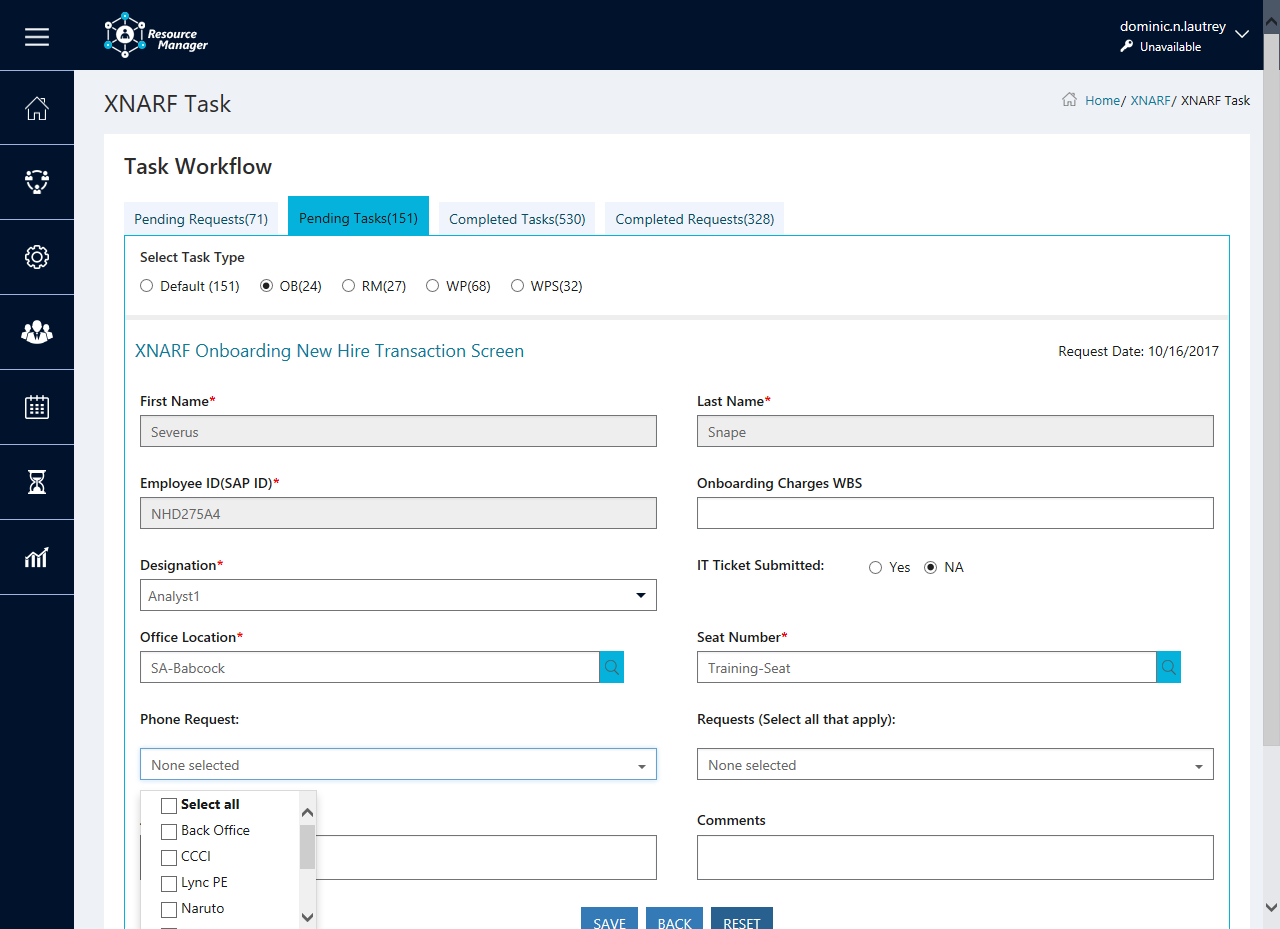 Resource Manager
dominic.n.lautrey
Unavailable
XNARF Task
Home/ XNARF/ XNARF Task
Task Workflow
Pending Requests(71) Pending Tasks(151) Completed Tasks(530) Completed Requests(328)
Select Task Type
Default (151) OB(24) RM(27) WP(68) WPS(32)
XNARF Onboarding New Hire Transaction Screen Request Date: 10/16/2017
First Name* Last Name*
Severus Snape
Employee ID(SAP ID)* Onboarding Charges WBS
NHD275A4
Designation* IT Ticket Submitted: Yes NA
Analyst1
Office Location* Seat Number*
SA-Babcock Training-Seat
Phone Request: Requests (Select all that apply):
None selected None selected
Select all
Comments
Back Office
CCCI
Lync PE
Naruto
SAVE BACK RESET